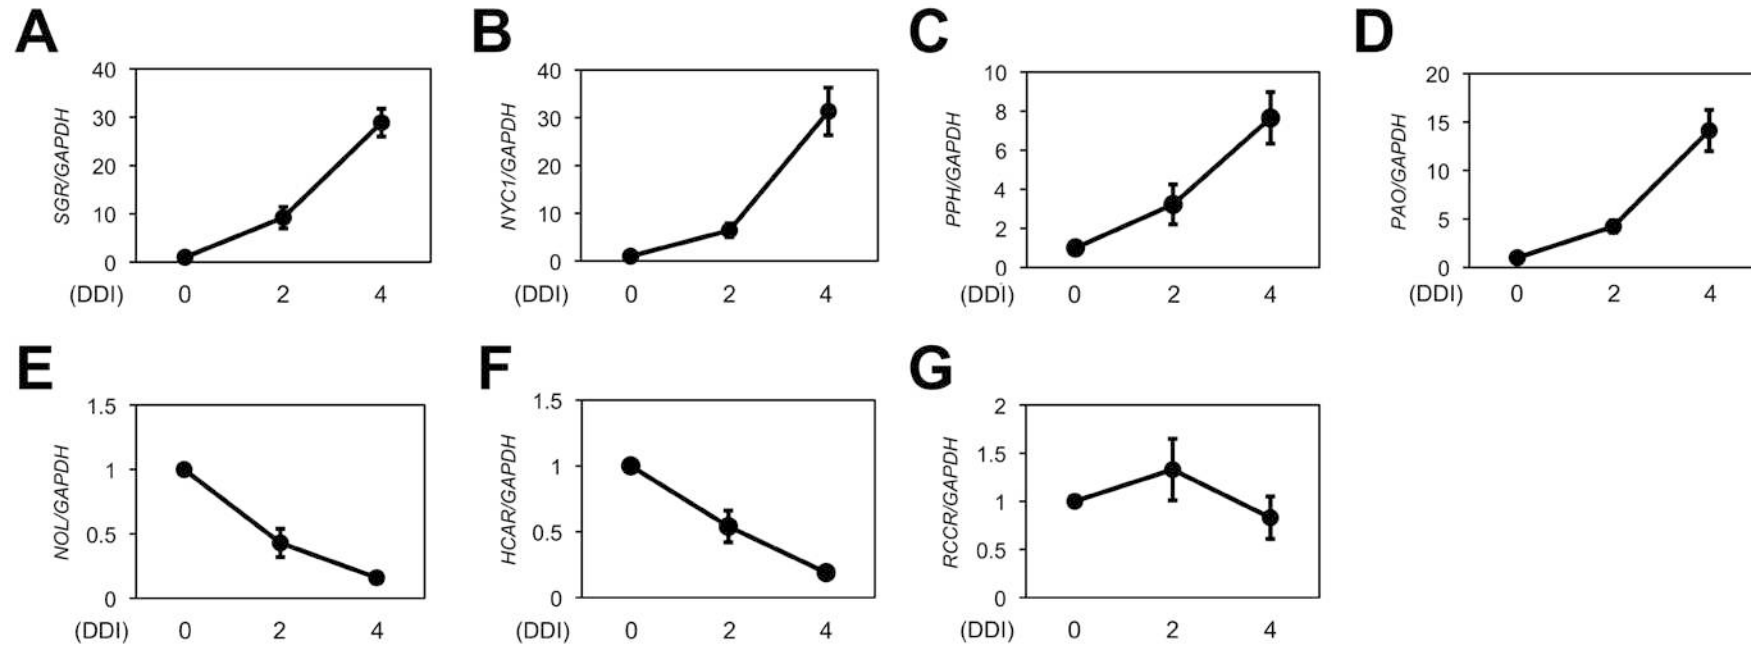 A
SGR/GAPDH
40
30
20
10
0
(DDI) 0 2 4
B
NYC1/GAPDH
40
30
20
10
0
0 2 4
C
PPH/GAPDH
10
8
6
4
2
0
(DDI) 0 2 4
D
PAO/GAPDH
20
15
10
5
0
(DDI) 0 2 4
E
NOL/GAPDH
1.5
1
0.5
0
(DDI) 0 2 4
F
HCAR/GAPDH
1.5
1
0.5
0
(DDI) 0 2 4
G
RCCR/GAPDH
2
1.5
1
0.5
0
(DDI) 0 2 4